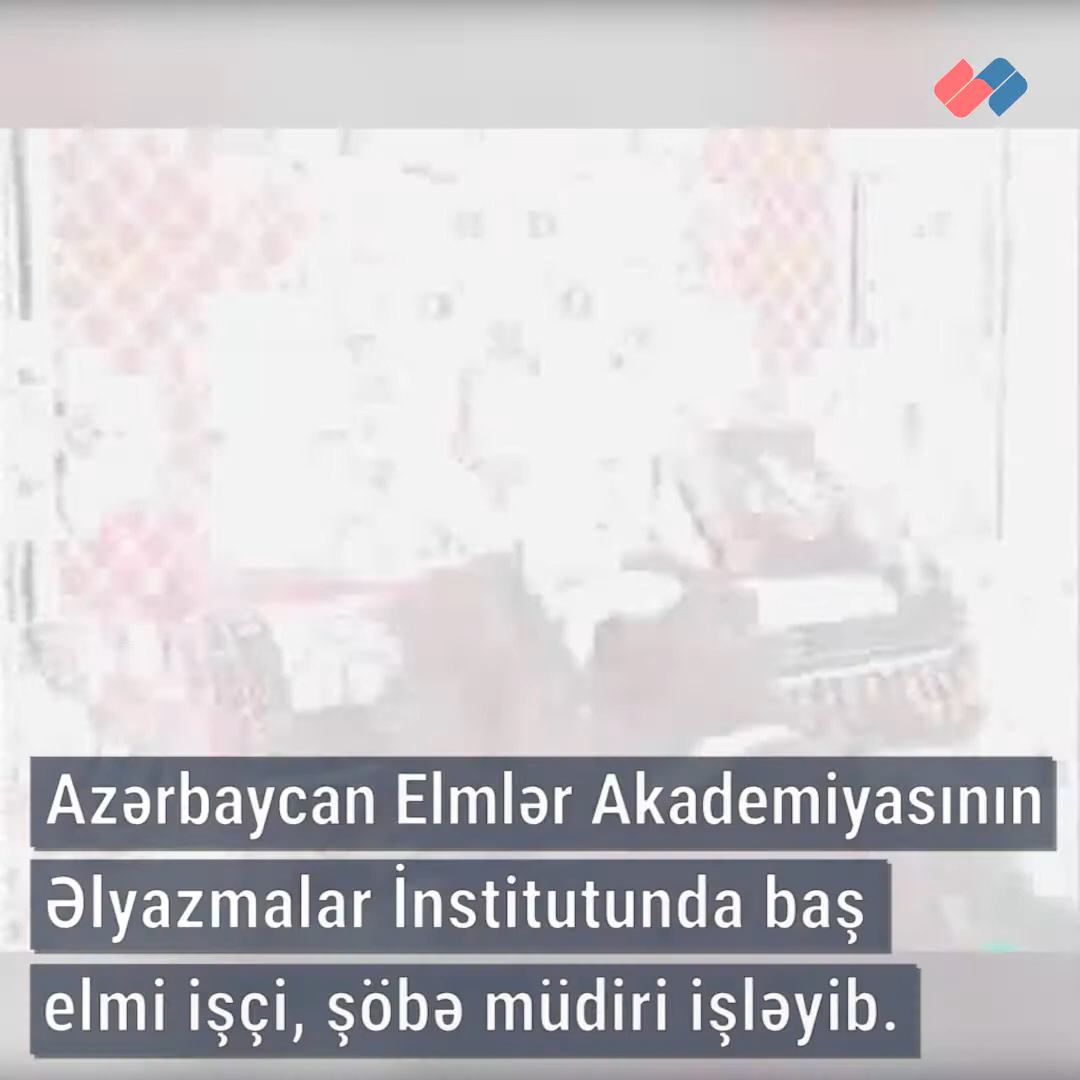 Azərbaycan Elmlər Akademiyasının
Əlyazmalar İnstitutunda baş
elmi işçi, şöbə müdiri işləyib.